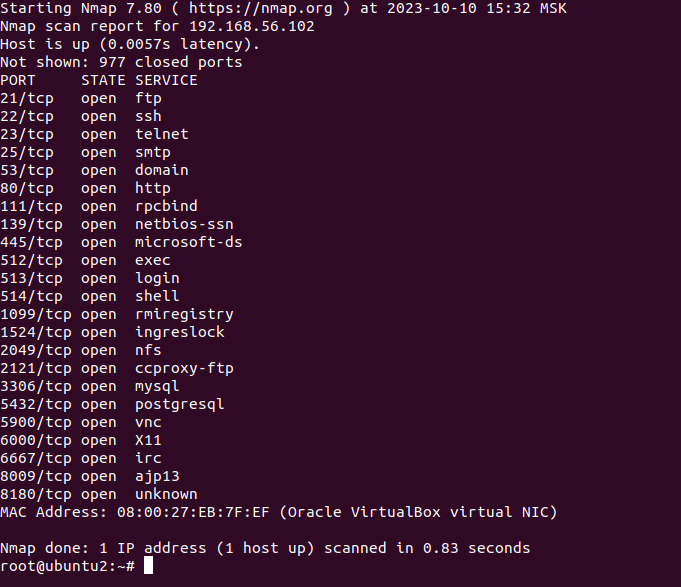 Starting Nmap 7.80 ( https://nmap.org ) at 2023-10-10 15:32 MSK
Nmap scan report for 192.168.56.102
Host is up (0.0057s latency).
Not shown: 977 closed ports
PORT     STATE SERVICE
21/tcp   open  ftp
22/tcp   open  ssh
23/tcp   open  telnet
25/tcp   open  smtp
53/tcp   open  domain
80/tcp   open  http
111/tcp  open  rpcbind
139/tcp  open  netbios-ssn
445/tcp  open  microsoft-ds
512/tcp  open  exec
513/tcp  open  login
514/tcp  open  shell
1099/tcp open  rmiregistry
1524/tcp open  ingreslock
2049/tcp open  nfs
2121/tcp open  ccproxy-ftp
3306/tcp open  mysql
5432/tcp open  postgresql
5900/tcp open  vnc
6000/tcp open  X11
6667/tcp open  irc
8009/tcp open  ajp13
8180/tcp open  unknown
MAC Address: 08:00:27:EB:7F:EF (Oracle VirtualBox virtual NIC)
Nmap done: 1 IP address (1 host up) scanned in 0.83 seconds
root@ubuntu2:~#